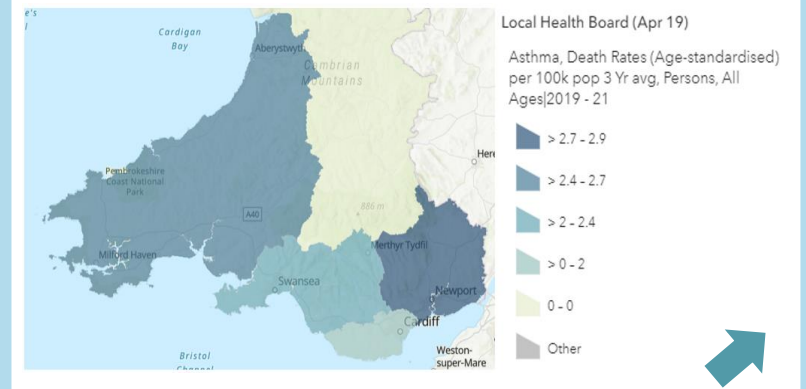 e's
Cardigan
Bay
Aberystwyth
Cambrian
Mountains
Here
Pembrokeshire
Coast National
Park
886 m
A40
Milford Haven
Merthyr Tydfil
Swansea
Newport
Cardiff
Bristol
Channel
Weston-
super-Mare
Local Health Board (Apr 19)
Asthma, Death Rates (Age-standardised)
per 100k pop 3 Yr avg, Persons, All
Ages|2019 - 21
> 2.7 - 2.9
> 2.4 - 2.7
> 2 - 2.4
> 0 - 2
0 - 0
Other